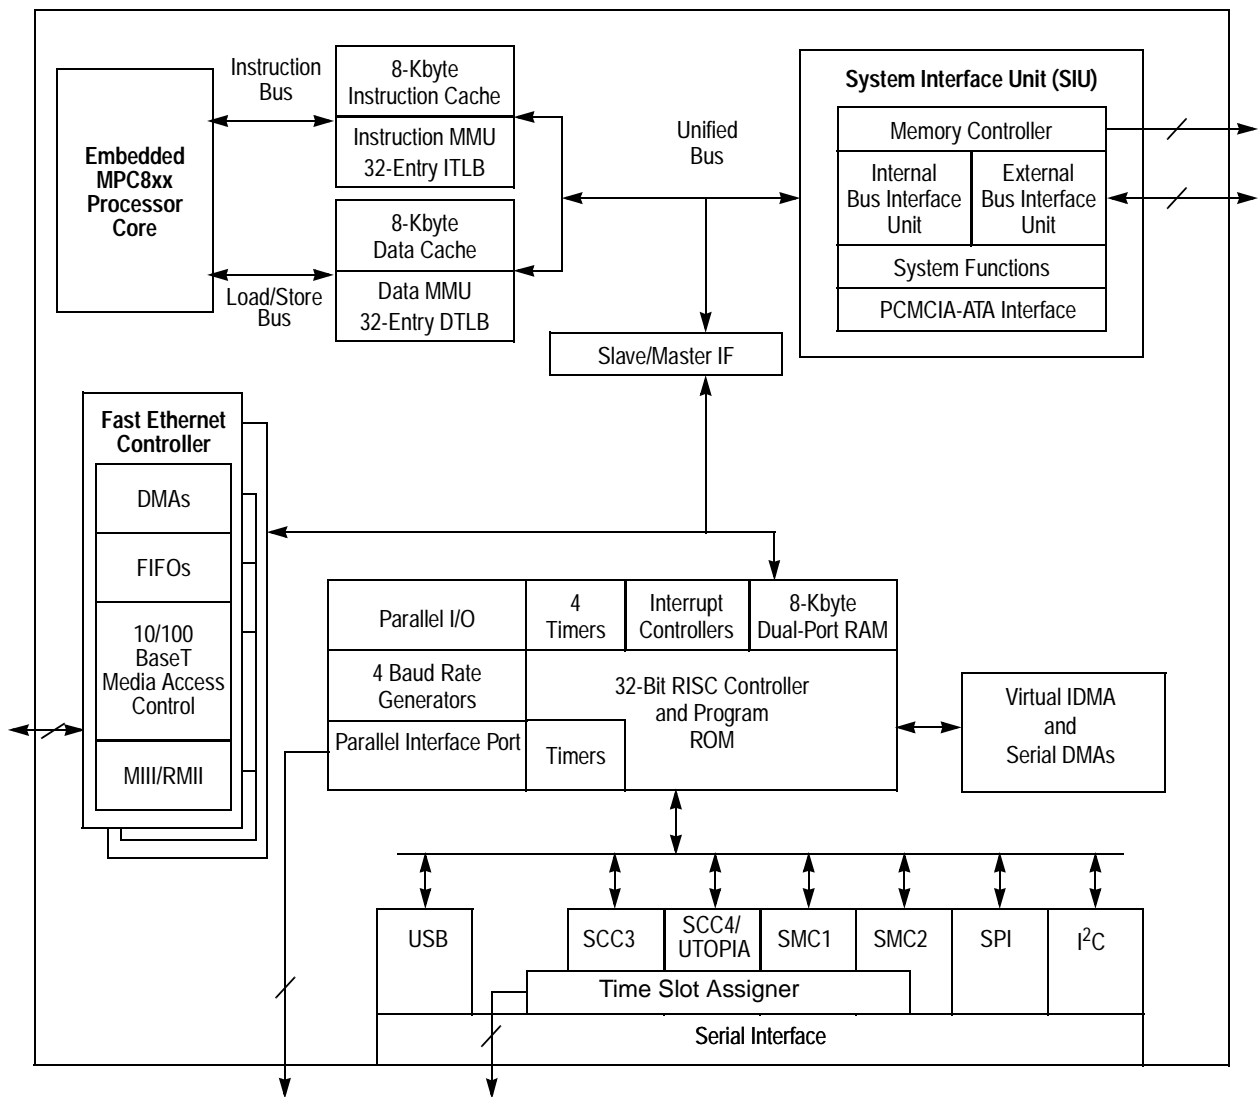 Instruction
Bus
8-Kbyte
Instruction Cache
Instruction MMU
32-Entry ITLB
Embedded
MPC8xx
Processor
Core
8-Kbyte
Data Cache
Data MMU
32-Entry DTLB
Load/Store
Bus
Unified
Bus
System Interface Unit (SIU)
Memory Controller
Internal
Bus Interface
Unit
External
Bus Interface
Unit
System Functions
PCMCIA-ATA Interface
Slave/Master IF
Fast Ethernet
Controller
DMAs
FIFOs
10/100
BaseT
Media Access
Control
MIII/RMII
Parallel I/O
4
Timers
Interrupt
Controllers
8-Kbyte
Dual-Port RAM
4 Baud Rate
Generators
32-Bit RISC Controller
and Program
ROM
Parallel Interface Port
Timers
Virtual IDMA
and
Serial DMAs
USB
SCC3
SCC4/
UTOPIA
SMC1
SMC2
SPI
I²C
Time Slot Assigner
Serial Interface